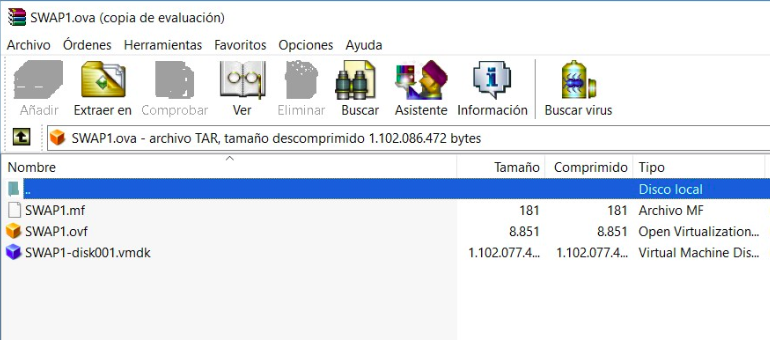 SWAP1.ova (copia de evaluación)
Archivo Órdenes Herramientas Favoritos Opciones Ayuda
Añadir Extraer en Comprobar Ver Eliminar Buscar Asistente Información Buscar virus
SWAP1.ova - archivo TAR, tamaño descomprimido 1.102.086.472 bytes
Nombre Tamaño Comprimido Tipo
.. Disco local
SWAP1.mf 181 181 Archivo MF
SWAP1.ovf 8.851 8.851 Open Virtualization...
SWAP1-disk001.vmdk 1.102.077.4... 1.102.077.4... Virtual Machine Dis...